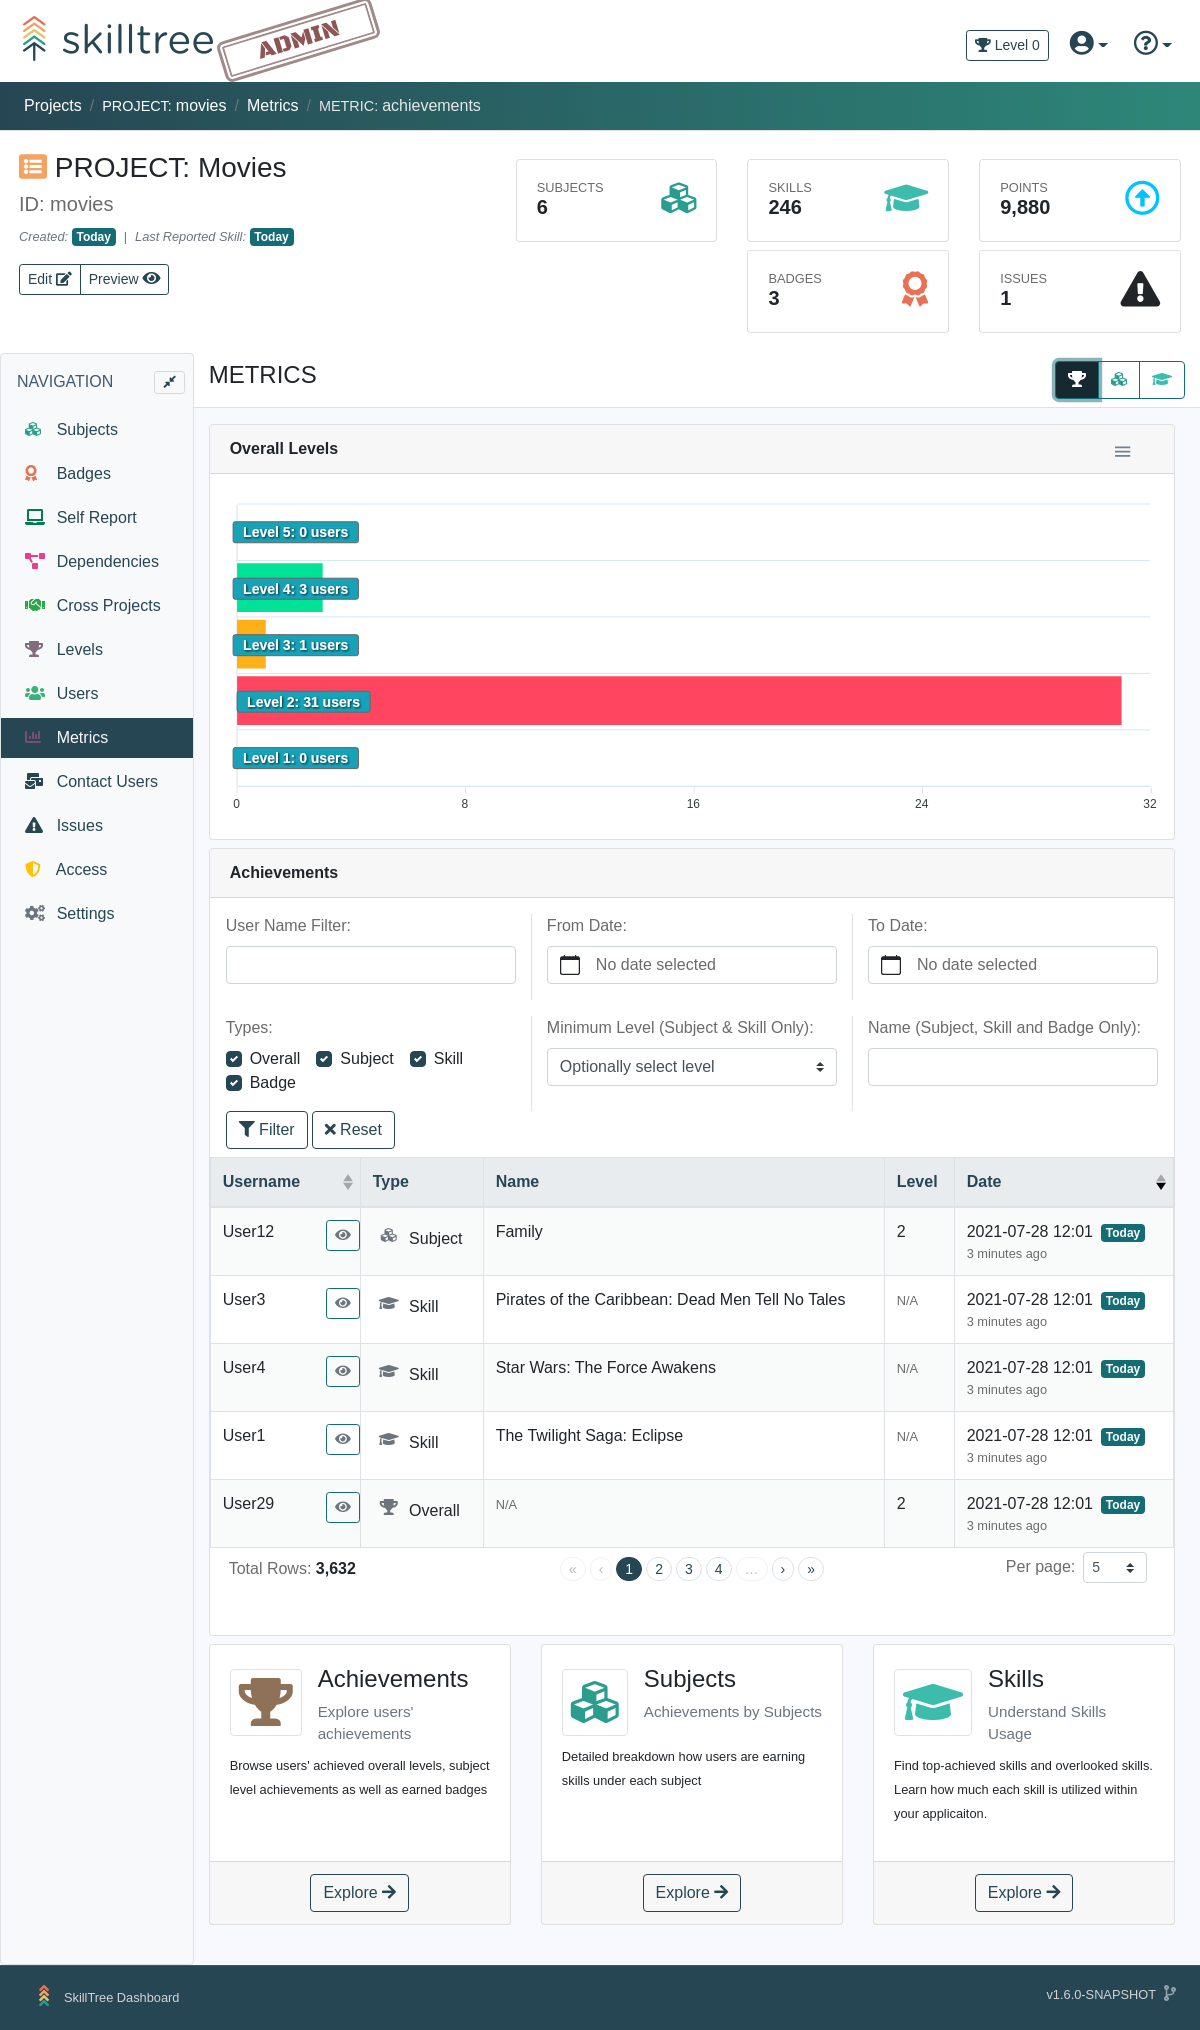 skilltree ADMIN
Level 0
Projects / PROJECT: movies / Metrics / METRIC: achievements
PROJECT: Movies
ID: movies
Created: Today | Last Reported Skill: Today
Edit Preview
SUBJECTS
6
SKILLS
246
POINTS
9,880
BADGES
3
ISSUES
1
NAVIGATION
Subjects
Badges
Self Report
Dependencies
Cross Projects
Levels
Users
Metrics
Contact Users
Issues
Access
Settings
METRICS
Overall Levels
Level 5: 0 users
Level 4: 3 users
Level 3: 1 users
Level 2: 31 users
Level 1: 0 users
0 8 16 24 32
Achievements
User Name Filter:
From Date:
No date selected
To Date:
No date selected
Types:
Overall Subject Skill
Badge
Minimum Level (Subject & Skill Only):
Optionally select level
Name (Subject, Skill and Badge Only):
Filter Reset
Username Type Name Level Date
User12 Subject Family 2 2021-07-28 12:01 Today
3 minutes ago
User3 Skill Pirates of the Caribbean: Dead Men Tell No Tales N/A 2021-07-28 12:01 Today
3 minutes ago
User4 Skill Star Wars: The Force Awakens N/A 2021-07-28 12:01 Today
3 minutes ago
User1 Skill The Twilight Saga: Eclipse N/A 2021-07-28 12:01 Today
3 minutes ago
User29 Overall N/A 2 2021-07-28 12:01 Today
3 minutes ago
Total Rows: 3,632 « ‹ 1 2 3 4 … › » Per page: 5
Achievements
Explore users'
achievements
Browse users' achieved overall levels, subject
level achievements as well as earned badges
Explore
Subjects
Achievements by Subjects
Detailed breakdown how users are earning
skills under each subject
Explore
Skills
Understand Skills
Usage
Find top-achieved skills and overlooked skills.
Learn how much each skill is utilized within
your applicaiton.
Explore
SkillTree Dashboard
v1.6.0-SNAPSHOT